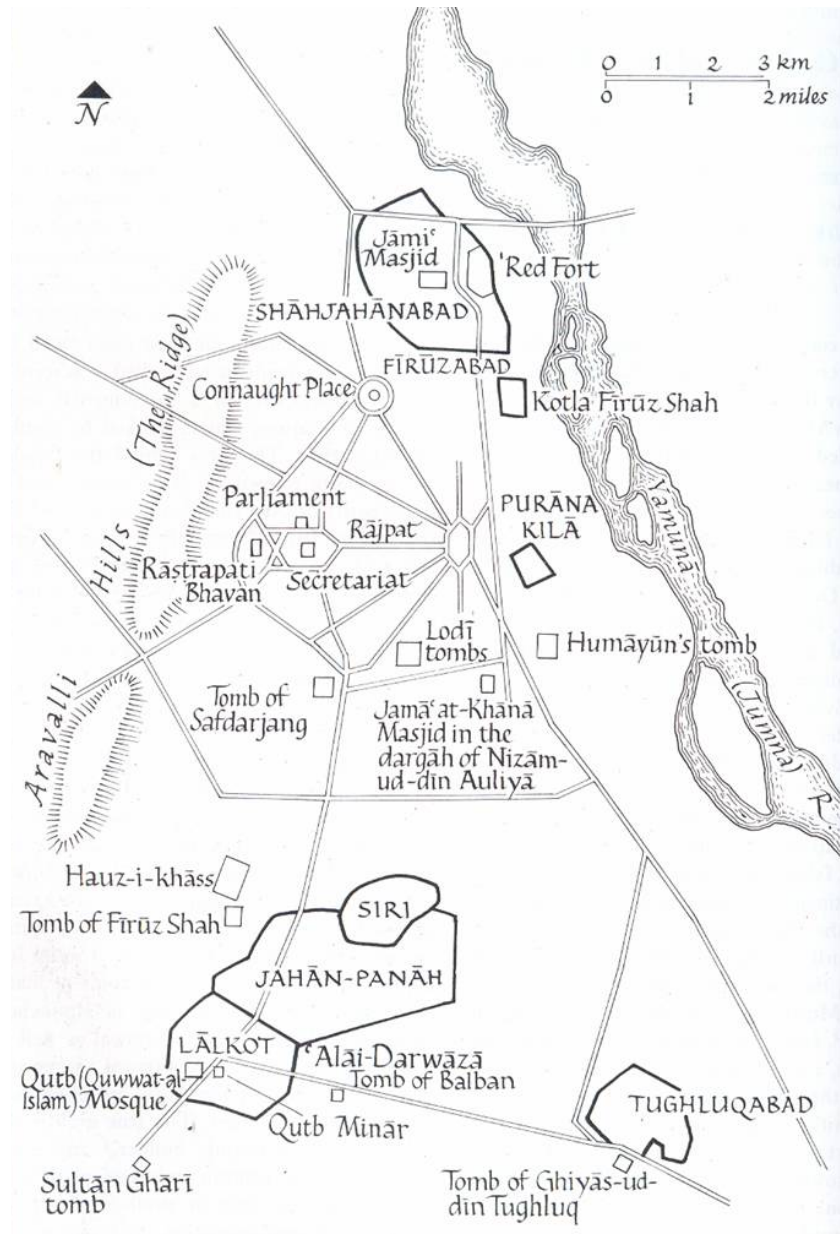 0 1 2 3 km
0 1 2 miles
N
Jāmiʿ
Masjid
'Red Fort
SHĀHJAHĀNABAD
FĪRŪZABAD
(The Ridge)
Connaught Place
Kotla Fīrūz Shah
Parliament
Rājpat
PURĀNA
KILĀ
Yamunā
Hills
Rāṣṭrapati
Bhavan
Secretariat
Lodī
tombs
Humāyūn's tomb
Tomb of
Safdarjang
Jamāʿat-Khānā
Masjid in the
dargāh of Nizām-
ud-dīn Auliyā
(Jumna)
R.
Aravalli
Hauz-i-khāss
SIRI
Tomb of Fīrūz Shah
JAHĀN-PANĀH
LĀLKOT
ʿAlāi-Darwāzā
Qutb (Quwwat-al-
Islam) Mosque
Tomb of Balban
TUGHLUQABAD
Qutb Minār
Sultān Ghārī
tomb
Tomb of Ghiyās-ud-
dīn Tughluq